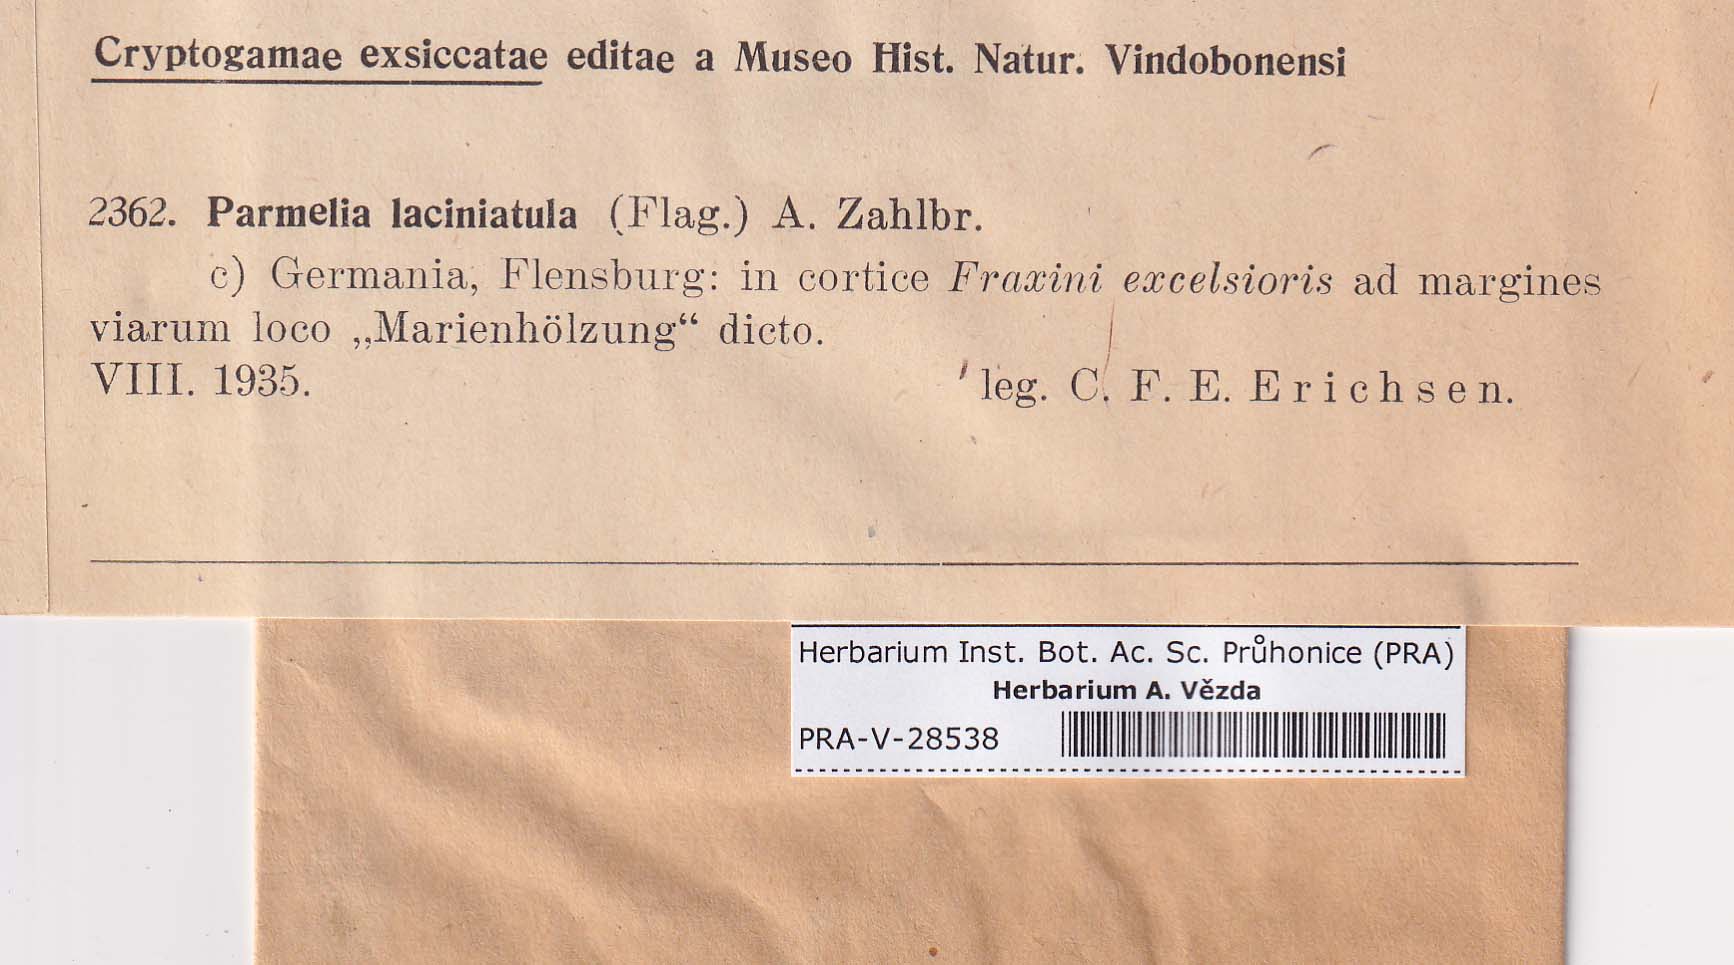 Cryptogamae exsiccatae editae a Museo Hist. Natur. Vindobonensi
2362. Parmelia laciniatula (Flag.) A. Zahlbr.
c) Germania, Flensburg: in cortice Fraxini excelsioris ad margines
viarum loco „Marienhölzung“ dicto.
VIII. 1935. leg. C. F. E. Erichsen.
Herbarium Inst. Bot. Ac. Sc. Průhonice (PRA)
Herbarium A. Vězda
PRA-V-28538